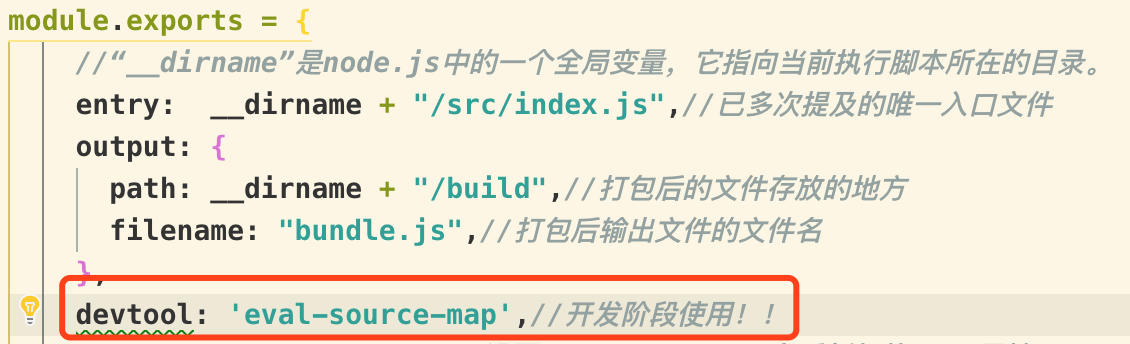 module.exports = {
//“__dirname”是node.js中的一个全局变量，它指向当前执行脚本所在的目录。
entry:  __dirname + "/src/index.js",//已多次提及的唯一入口文件
output: {
path: __dirname + "/build",//打包后的文件存放的地方
filename: "bundle.js",//打包后输出文件的文件名
},
devtool: 'eval-source-map',//开发阶段使用！！